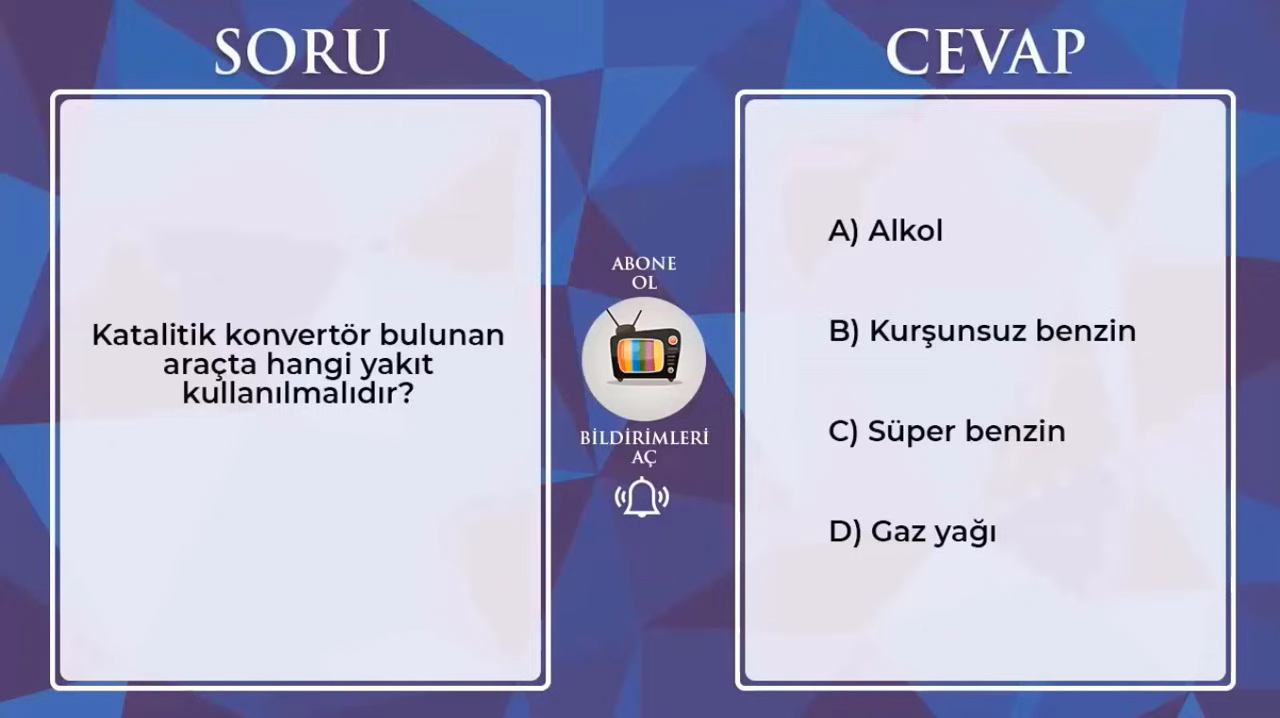 SORU
Katalitik konvertör bulunan
araçta hangi yakıt
kullanılmalıdır?
ABONE
OL
BİLDİRİMLERİ
AÇ
CEVAP
A) Alkol
B) Kurşunsuz benzin
C) Süper benzin
D) Gaz yağı